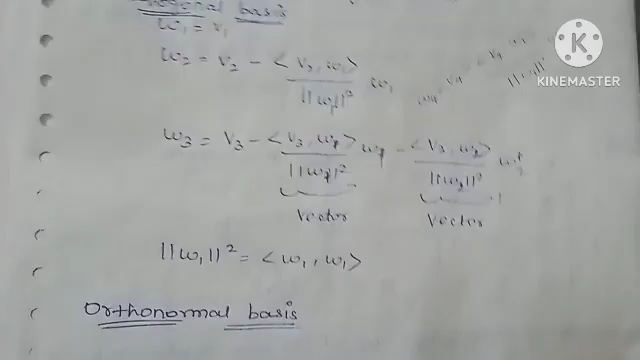 basis
w₁ = v₁
w₂ = v₂ - <v₂, w₁> / ||w₁||² w₁
w₃ = v₃ - <v₃, w₁> / ||w₁||² w₁ - <v₃, w₂> / ||w₂||² w₂
vector vector
||w₁||² = <w₁, w₁>
Orthonormal basis
KINEMASTER